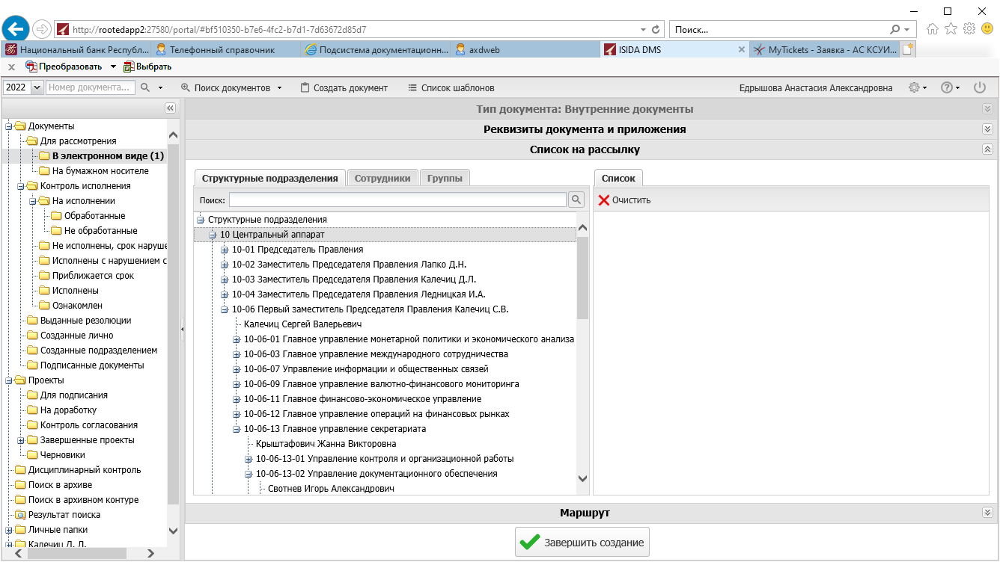 http://rootedapp2:27580/portal/#bf510350-b7e6-4fc2-b7d1-7d63672d85d7
Поиск...
Национальный банк Республ...
Телефонный справочник
Подсистема документационн...
axdweb
ISIDA DMS
MyTickets - Заявка - АС КСУИ...
x Преобразовать
Выбрать
2022
Номер документа...
Поиск документов
Создать документ
Список шаблонов
Едрышова Анастасия Александровна
Документы
Для рассмотрения
В электронном виде (1)
На бумажном носителе
Контроль исполнения
На исполнении
Обработанные
Не обработанные
Не исполнены, срок наруше
Исполнены с нарушением с
Приближается срок
Исполнены
Ознакомлен
Выданные резолюции
Созданные лично
Созданные подразделением
Подписанные документы
Проекты
Для подписания
На доработку
Контроль согласования
Завершенные проекты
Черновики
Дисциплинарный контроль
Поиск в архиве
Поиск в архивном контуре
Результат поиска
Личные папки
Калечиц Д. Л.
Тип документа: Внутренние документы
Реквизиты документа и приложения
Список на рассылку
Структурные подразделения
Сотрудники
Группы
Поиск:
Структурные подразделения
10 Центральный аппарат
10-01 Председатель Правления
10-02 Заместитель Председателя Правления Лапко Д.Н.
10-03 Заместитель Председателя Правления Калечиц Д.Л.
10-04 Заместитель Председателя Правления Ледницкая И.А.
10-06 Первый заместитель Председателя Правления Калечиц С.В.
Калечиц Сергей Валерьевич
10-06-01 Главное управление монетарной политики и экономического анализа
10-06-03 Главное управление международного сотрудничества
10-06-07 Управление информации и общественных связей
10-06-09 Главное управление валютно-финансового мониторинга
10-06-11 Главное финансово-экономическое управление
10-06-12 Главное управление операций на финансовых рынках
10-06-13 Главное управление секретариата
Крыштафович Жанна Викторовна
10-06-13-01 Управление контроля и организационной работы
10-06-13-02 Управление документационного обеспечения
Свотнев Игорь Александрович
Список
Очистить
Маршрут
Завершить создание